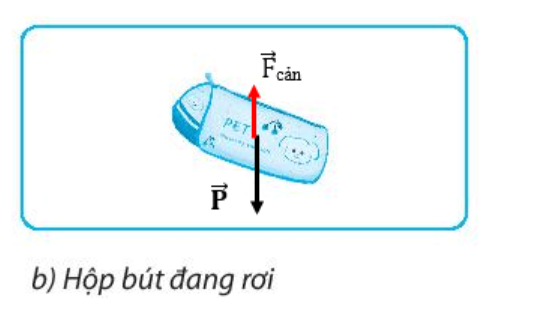 F⃗cản
PET
P⃗
b) Hộp bút đang rơi